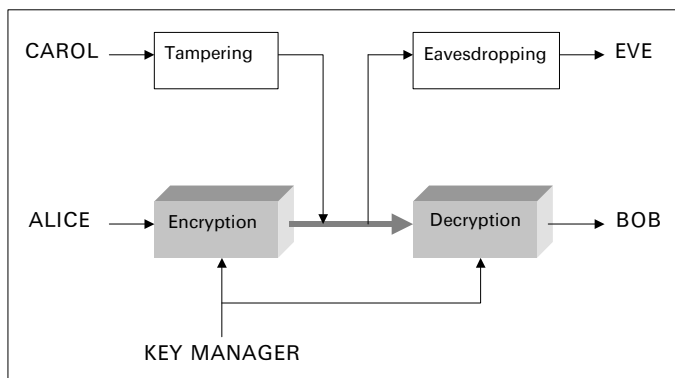 CAROL
Tampering
Eavesdropping
EVE
ALICE
Encryption
Decryption
BOB
KEY MANAGER